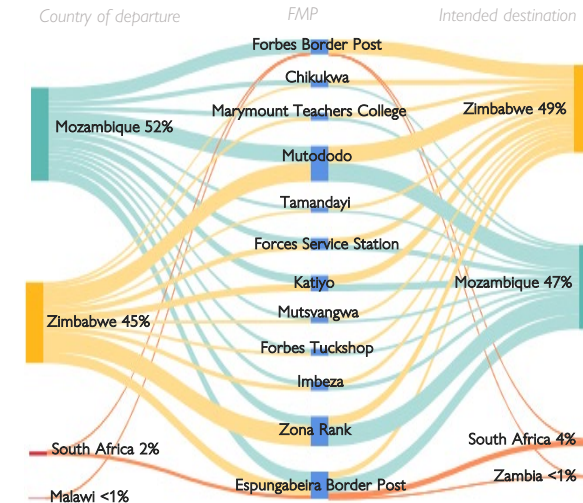 Country of departure
FMP
Intended destination
Forbes Border Post
Chikukwa
Marymount Teachers College
Zimbabwe 49%
Mozambique 52%
Mutododo
Tamandayi
Forces Service Station
Katiyo
Mozambique 47%
Mutsvangwa
Zimbabwe 45%
Forbes Tuckshop
Imbeza
Zona Rank
South Africa 4%
South Africa 2%
Zambia <1%
Espungabeira Border Post
Malawi <1%